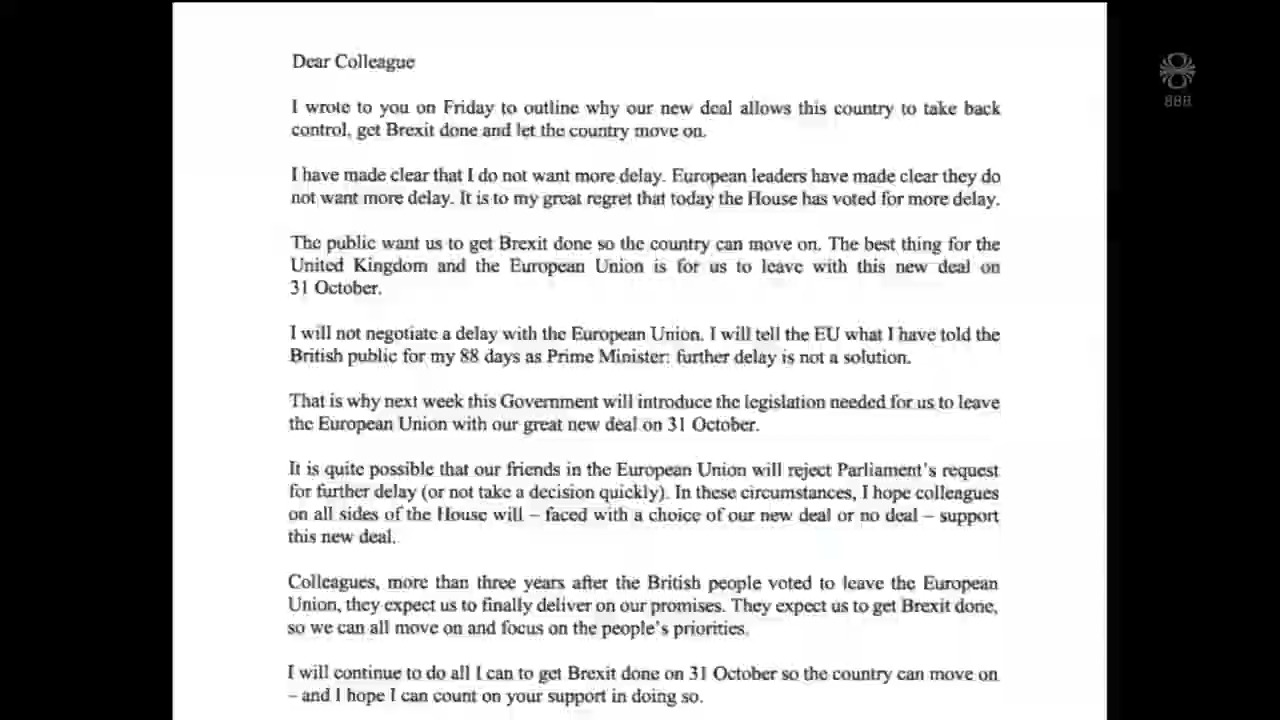 Dear Colleague
I wrote to you on Friday to outline why our new deal allows this country to take back
control, get Brexit done and let the country move on.
I have made clear that I do not want more delay. European leaders have made clear they do
not want more delay. It is to my great regret that today the House has voted for more delay.
The public want us to get Brexit done so the country can move on. The best thing for the
United Kingdom and the European Union is for us to leave with this new deal on
31 October.
I will not negotiate a delay with the European Union. I will tell the EU what I have told the
British public for my 88 days as Prime Minister: further delay is not a solution.
That is why next week this Government will introduce the legislation needed for us to leave
the European Union with our great new deal on 31 October.
It is quite possible that our friends in the European Union will reject Parliament's request
for further delay (or not take a decision quickly). In these circumstances, I hope colleagues
on all sides of the House will – faced with a choice of our new deal or no deal – support
this new deal.
Colleagues, more than three years after the British people voted to leave the European
Union, they expect us to finally deliver on our promises. They expect us to get Brexit done,
so we can all move on and focus on the people's priorities.
I will continue to do all I can to get Brexit done on 31 October so the country can move on
– and I hope I can count on your support in doing so.
888